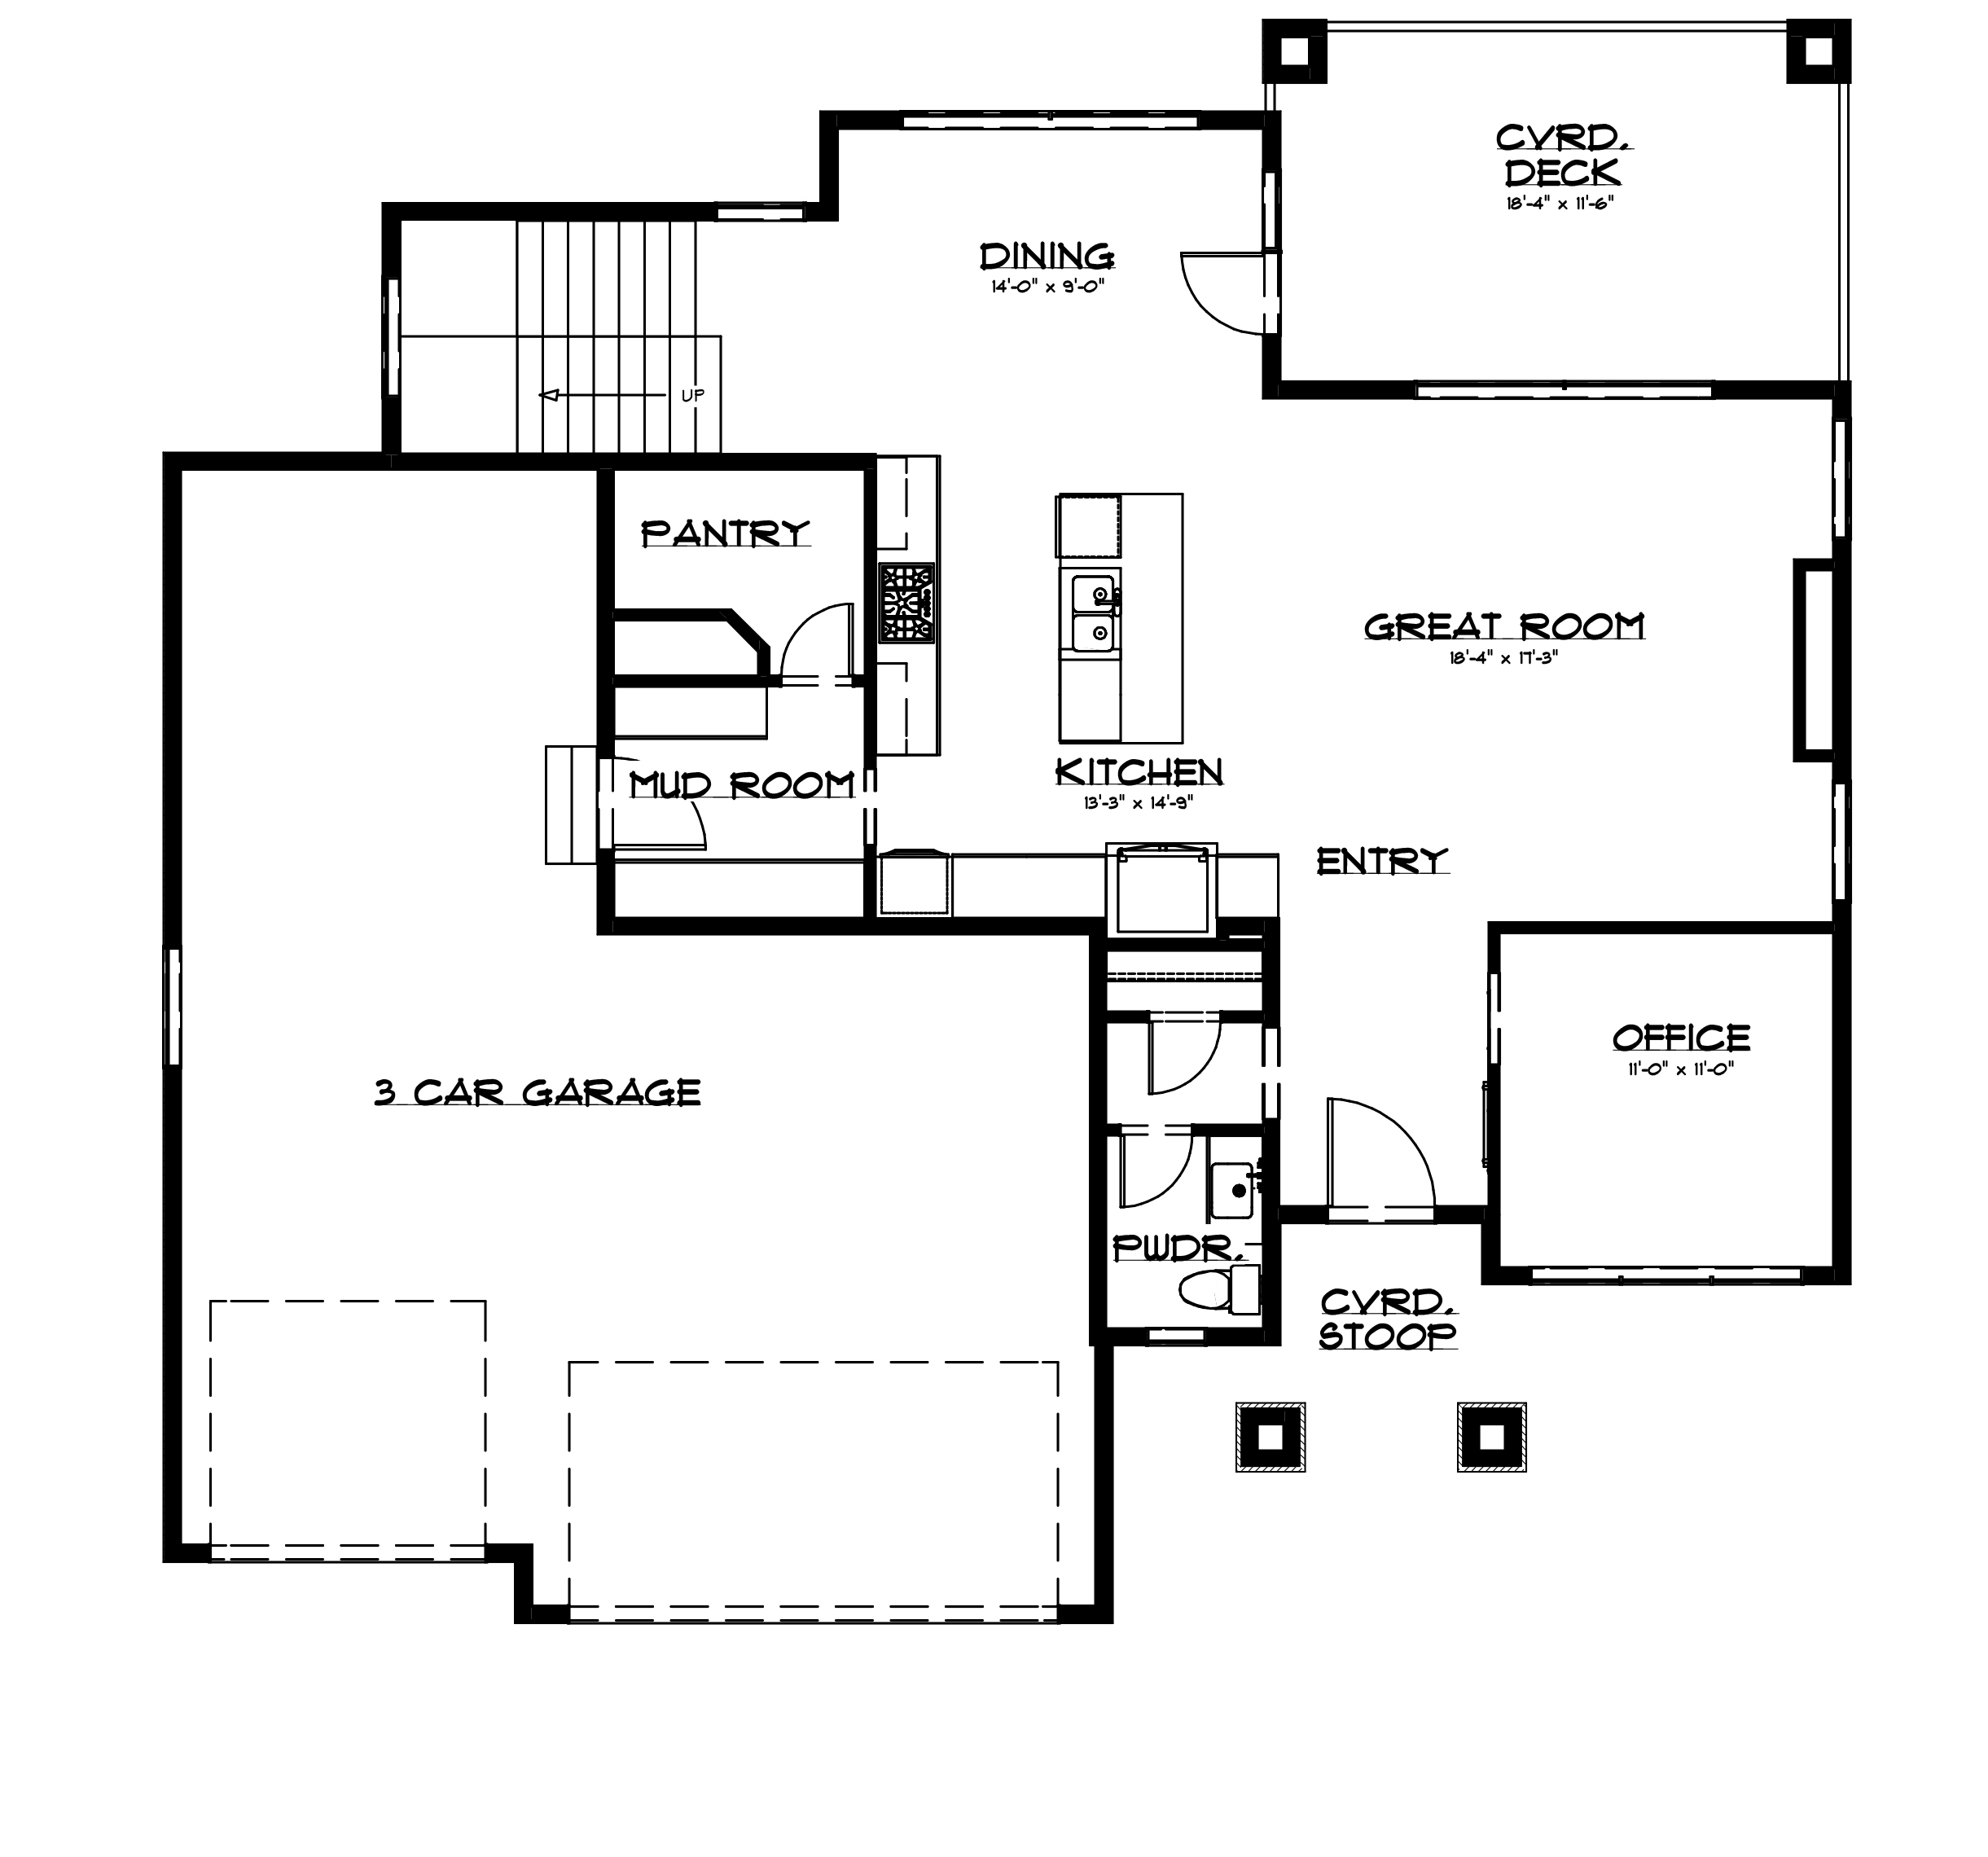 CVRD.
DECK
18'-4" x 11'-6"
DINING
14'-0" x 9'-0"
UP
PANTRY
GREAT ROOM
18'-4" x 17'-3"
MUD ROOM
KITCHEN
13'-3" x 14'-9"
ENTRY
OFFICE
11'-0" x 11'-0"
3 CAR GARAGE
PWDR.
CVRD.
STOOP